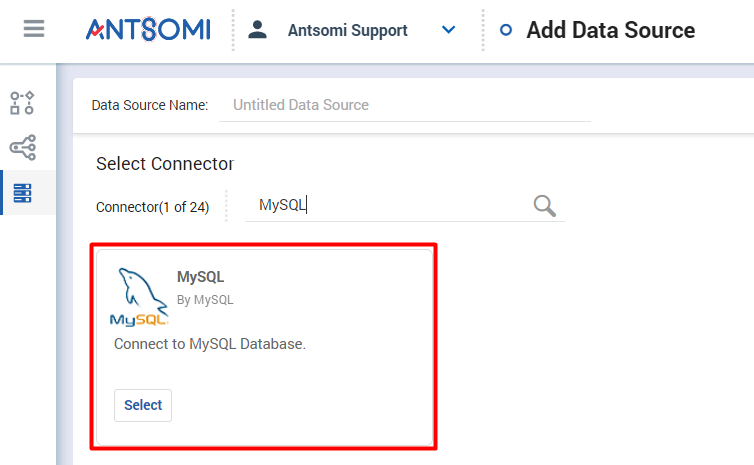 ANTSOMI
Antsomi Support
Add Data Source
Data Source Name:
Untitled Data Source
Select Connector
Connector(1 of 24)
MySQL
MySQL
By MySQL
MySQL
Connect to MySQL Database.
Select